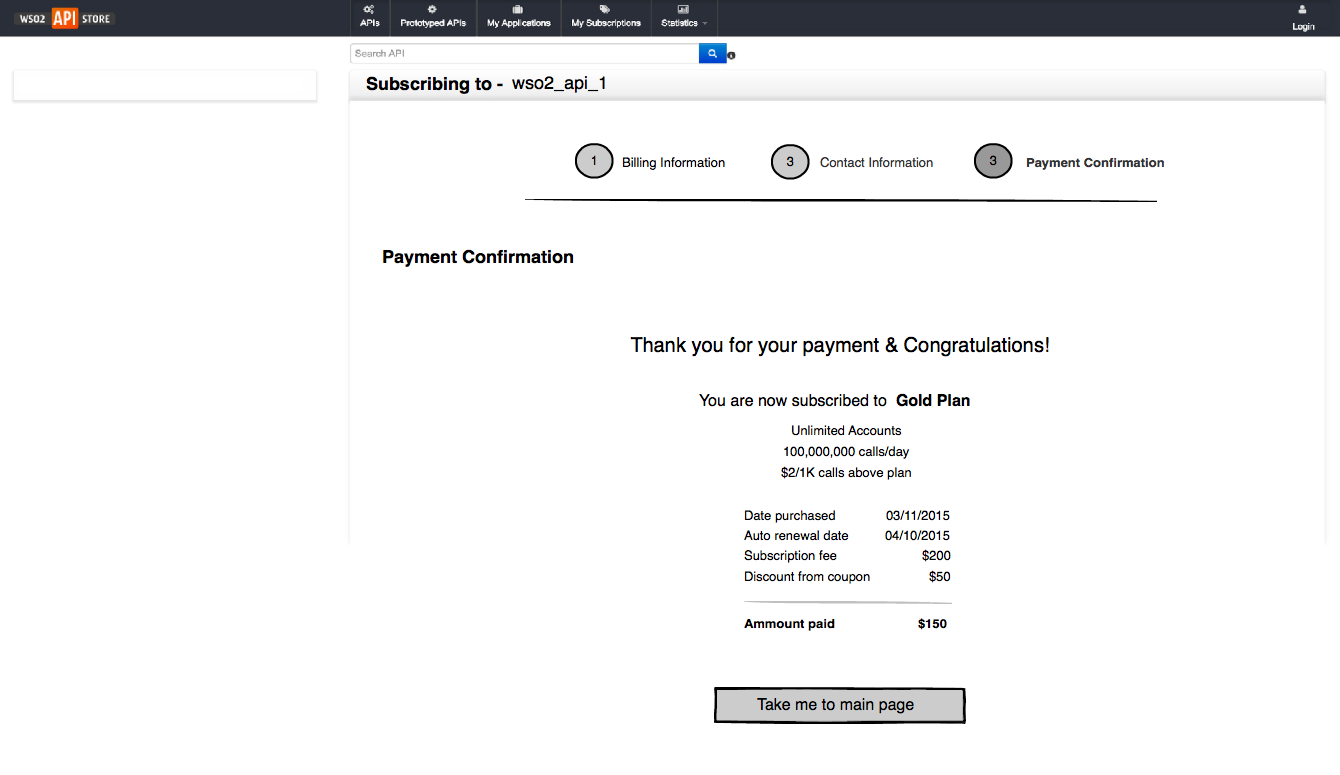 WSO2 API STORE
APIs Prototyped APIs My Applications My Subscriptions Statistics Login
Search API
Subscribing to - wso2_api_1
1 Billing Information 3 Contact Information 3 Payment Confirmation
Payment Confirmation
Thank you for your payment & Congratulations!
You are now subscribed to Gold Plan
Unlimited Accounts
100,000,000 calls/day
$2/1K calls above plan
Date purchased 03/11/2015
Auto renewal date 04/10/2015
Subscription fee $200
Discount from coupon $50
Ammount paid $150
Take me to main page